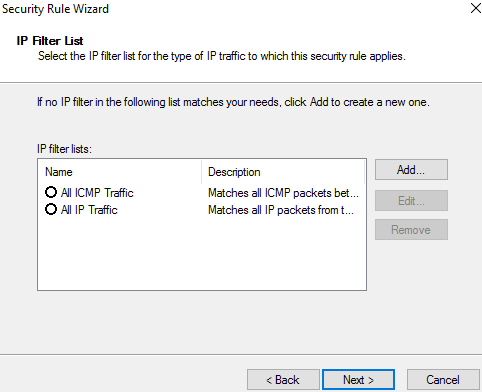 Security Rule Wizard
IP Filter List
Select the IP filter list for the type of IP traffic to which this security rule applies.
If no IP filter in the following list matches your needs, click Add to create a new one.
IP filter lists:
Name Description
All ICMP Traffic Matches all ICMP packets bet...
All IP Traffic Matches all IP packets from t...
Add...
Edit...
Remove
< Back Next > Cancel